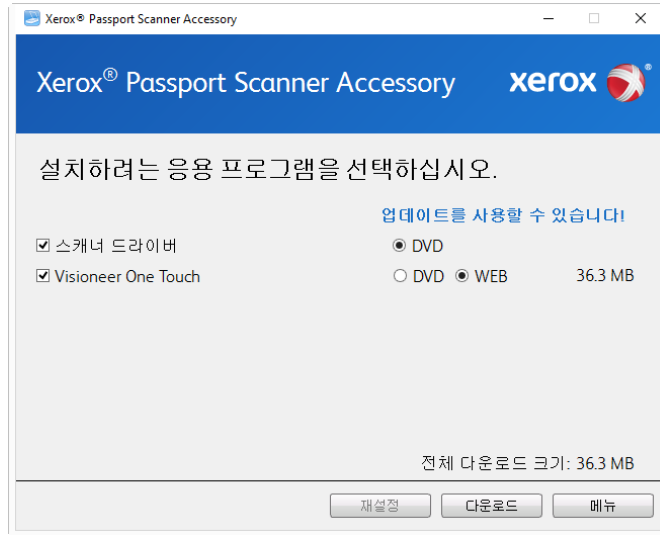 Xerox® Passport Scanner Accessory
Xerox® Passport Scanner Accessory
xerox ®
설치하려는 응용 프로그램을 선택하십시오.
업데이트를 사용할 수 있습니다!
스캐너 드라이버 DVD
Visioneer One Touch DVD WEB 36.3 MB
전체 다운로드 크기: 36.3 MB
재설정 다운로드 메뉴